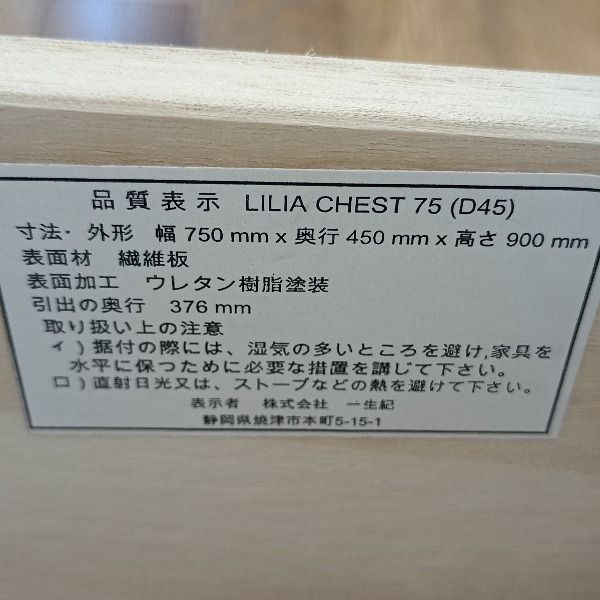 品質表示 LILIA CHEST 75 (D45)
寸法・外形 幅 750 mm x 奥行 450 mm x 高さ 900 mm
表面材 繊維板
表面加工 ウレタン樹脂塗装
引出の奥行 376 mm
取り扱い上の注意
イ）据付の際には、湿気の多いところを避け,家具を
水平に保つために必要な措置を講じて下さい。
ロ）直射日光又は、ストーブなどの熱を避けて下さい。
表示者 株式会社 一生紀
静岡県焼津市本町5-15-1